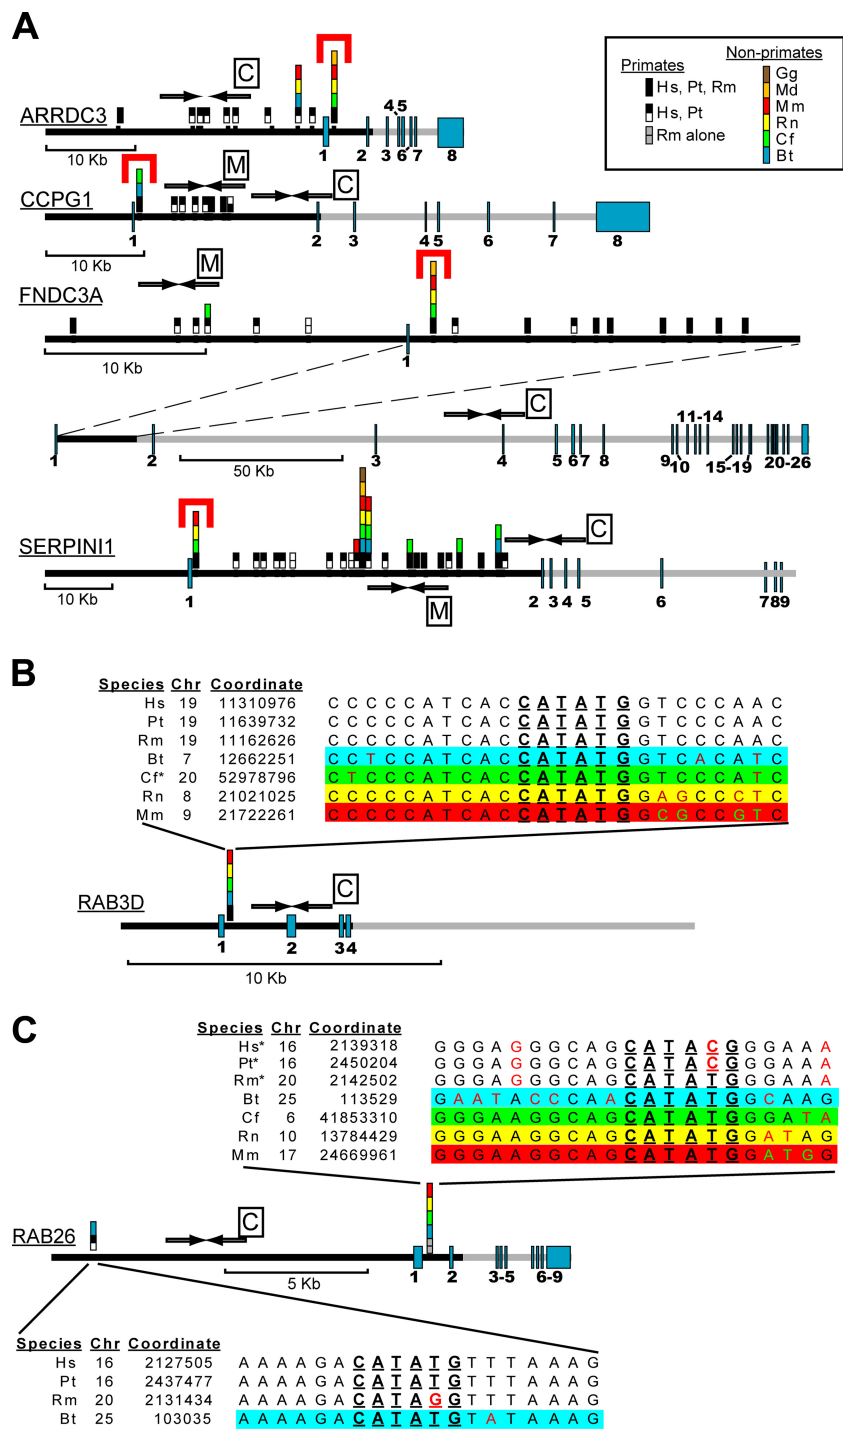 A
Primates
Non-primates
Hs, Pt, Rm
Hs, Pt
Rm alone
Gg
Md
Mm
Rn
Cf
Bt
C
ARRDC3
4 5
1 2 3 6 7 8
10 Kb
M
C
CCPG1
1 2 3 4 5 6 7 8
10 Kb
M
FNDC3A
10 Kb
1
C
11-14
1 2 3 4 5 6 7 8 9 10 15-19 20-26
50 Kb
C
SERPINI1
1 2 3 4 5 6 7 8 9
10 Kb
M
B
Species Chr Coordinate
Hs 19 11310976 C C C C C A T C A C C A T A T G G T C C C A A C
Pt 19 11639732 C C C C C A T C A C C A T A T G G T C C C A A C
Rm 19 11162626 C C C C C A T C A C C A T A T G G T C C C A A C
Bt 7 12662251 C C T C C A T C A C C A T A T G G T C A C A T C
Cf* 20 52978796 C T C C C A T C A C C A T A T G G T C C C A T C
Rn 8 21021025 C C C C C A T C A C C A T A T G G A G C C C T C
Mm 9 21722261 C C C C C A T C A C C A T A T G G C G C C G T C
RAB3D
C
1 2 3 4
10 Kb
C
Species Chr Coordinate
Hs* 16 2139318 G G G A G G G C A G C A T A C G G G A A A
Pt* 16 2450204 G G G A G G G C A G C A T A C G G G A A A
Rm* 20 2142502 G G G A G G G C A G C A T A T G G G A A A
Bt 25 113529 G A A T A C C C A A C A T A T G G C A A G
Cf 6 41853310 G G G A A G G C A G C A T A T G G G A T A
Rn 10 13784429 G G G A A G G C A G C A T A T G G A T A G
Mm 17 24669961 G G G A A G G C A G C A T A T G G A T G G
RAB26
C
1 2 3-5 6-9
5 Kb
Species Chr Coordinate
Hs 16 2127505 A A A A G A C A T A T G T T T A A A G
Pt 16 2437477 A A A A G A C A T A T G T T T A A A G
Rm 20 2131434 A A A A G A C A T A G G T T T A A A G
Bt 25 103035 A A A A G A C A T A T G T A T A A A G